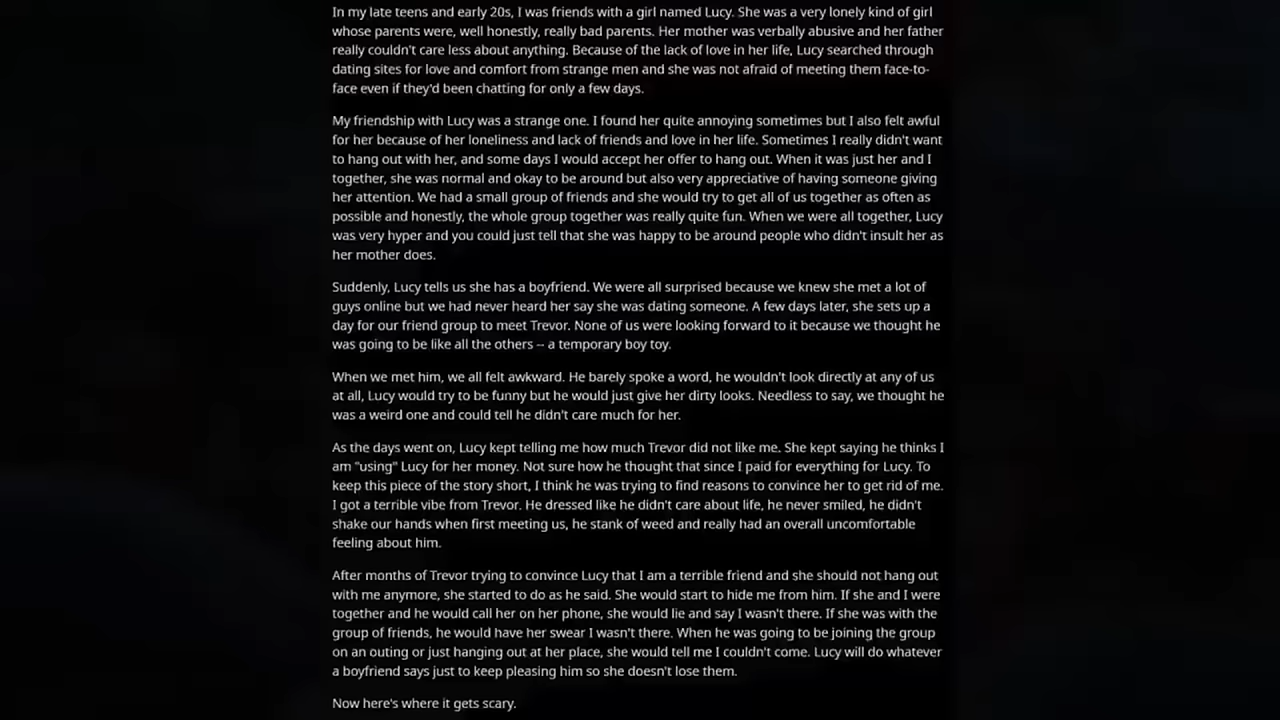 In my late teens and early 20s, I was friends with a girl named Lucy. She was a very lonely kind of girl
whose parents were, well honestly, really bad parents. Her mother was verbally abusive and her father
really couldn't care less about anything. Because of the lack of love in her life, Lucy searched through
dating sites for love and comfort from strange men and she was not afraid of meeting them face-to-
face even if they'd been chatting for only a few days.
My friendship with Lucy was a strange one. I found her quite annoying sometimes but I also felt awful
for her because of her loneliness and lack of friends and love in her life. Sometimes I really didn't want
to hang out with her, and some days I would accept her offer to hang out. When it was just her and I
together, she was normal and okay to be around but also very appreciative of having someone giving
her attention. We had a small group of friends and she would try to get all of us together as often as
possible and honestly, the whole group together was really quite fun. When we were all together, Lucy
was very hyper and you could just tell that she was happy to be around people who didn't insult her as
her mother does.
Suddenly, Lucy tells us she has a boyfriend. We were all surprised because we knew she met a lot of
guys online but we had never heard her say she was dating someone. A few days later, she sets up a
day for our friend group to meet Trevor. None of us were looking forward to it because we thought he
was going to be like all the others -- a temporary boy toy.
When we met him, we all felt awkward. He barely spoke a word, he wouldn't look directly at any of us
at all, Lucy would try to be funny but he would just give her dirty looks. Needless to say, we thought he
was a weird one and could tell he didn't care much for her.
As the days went on, Lucy kept telling me how much Trevor did not like me. She kept saying he thinks I
am "using" Lucy for her money. Not sure how he thought that since I paid for everything for Lucy. To
keep this piece of the story short, I think he was trying to find reasons to convince her to get rid of me.
I got a terrible vibe from Trevor. He dressed like he didn't care about life, he never smiled, he didn't
shake our hands when first meeting us, he stank of weed and really had an overall uncomfortable
feeling about him.
After months of Trevor trying to convince Lucy that I am a terrible friend and she should not hang out
with me anymore, she started to do as he said. She would start to hide me from him. If she and I were
together and he would call her on her phone, she would lie and say I wasn't there. If she was with the
group of friends, he would have her swear I wasn't there. When he was going to be joining the group
on an outing or just hanging out at her place, she would tell me I couldn't come. Lucy will do whatever
a boyfriend says just to keep pleasing him so she doesn't lose them.
Now here's where it gets scary.